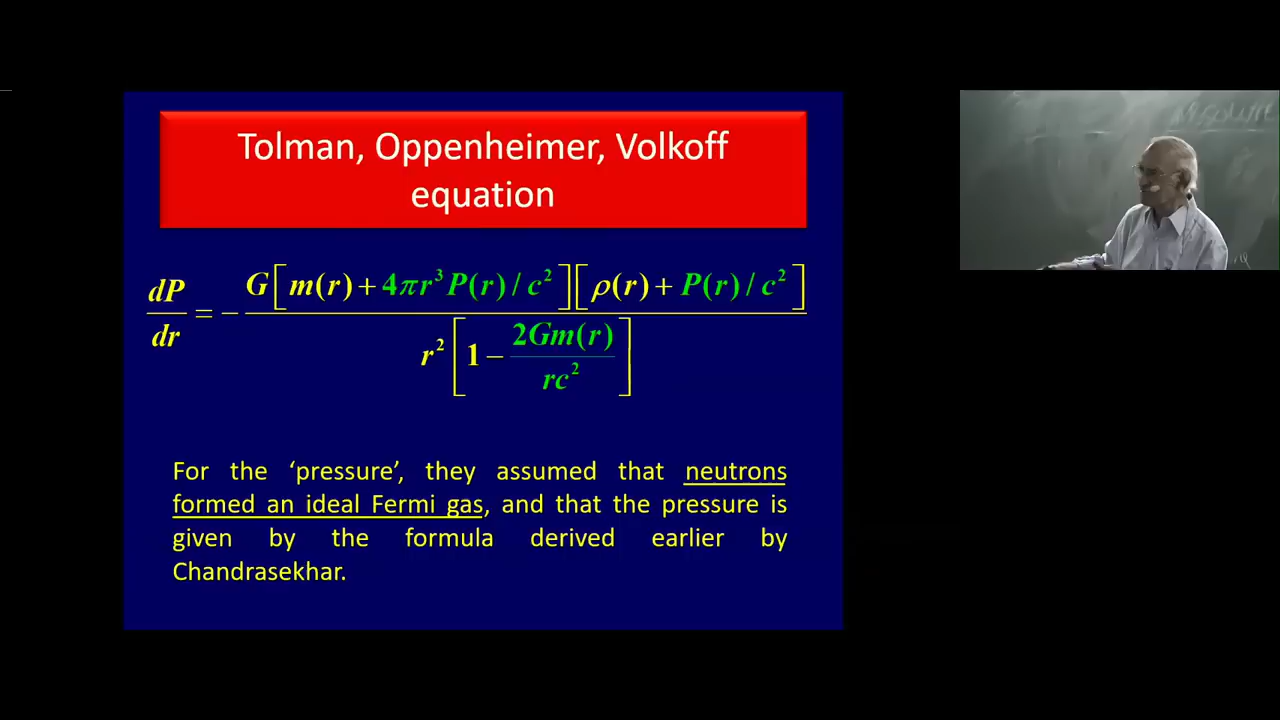 Tolman, Oppenheimer, Volkoff
equation
dP/dr = − G[m(r) + 4πr³P(r)/c²][ρ(r) + P(r)/c²] / r²[1 − 2Gm(r)/rc²]
For the ‘pressure’, they assumed that neutrons
formed an ideal Fermi gas, and that the pressure is
given by the formula derived earlier by
Chandrasekhar.